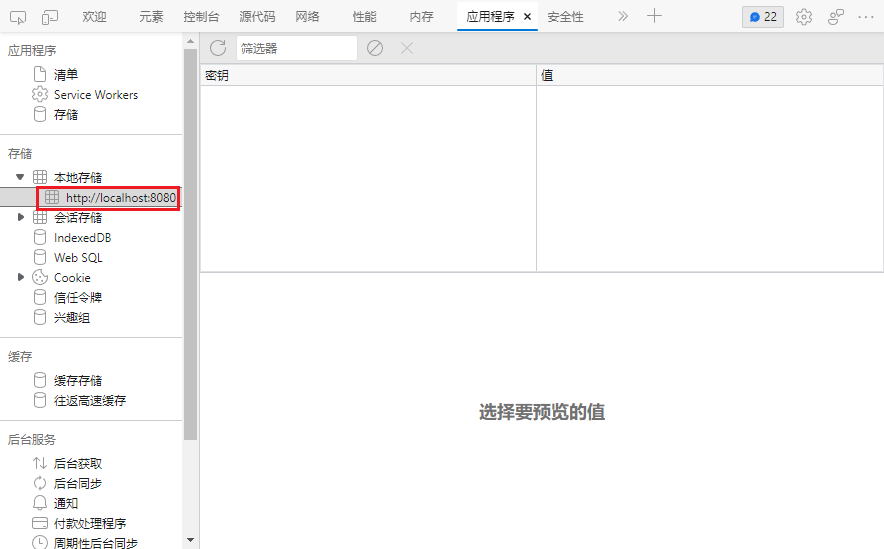 欢迎 元素 控制台 源代码 网络 性能 内存 应用程序 安全性 22
应用程序
清单
Service Workers
存储
存储
本地存储
http://localhost:8080
会话存储
IndexedDB
Web SQL
Cookie
信任令牌
兴趣组
缓存
缓存存储
往返高速缓存
后台服务
后台获取
后台同步
通知
付款处理程序
周期性后台同步
筛选器
密钥 值
选择要预览的值